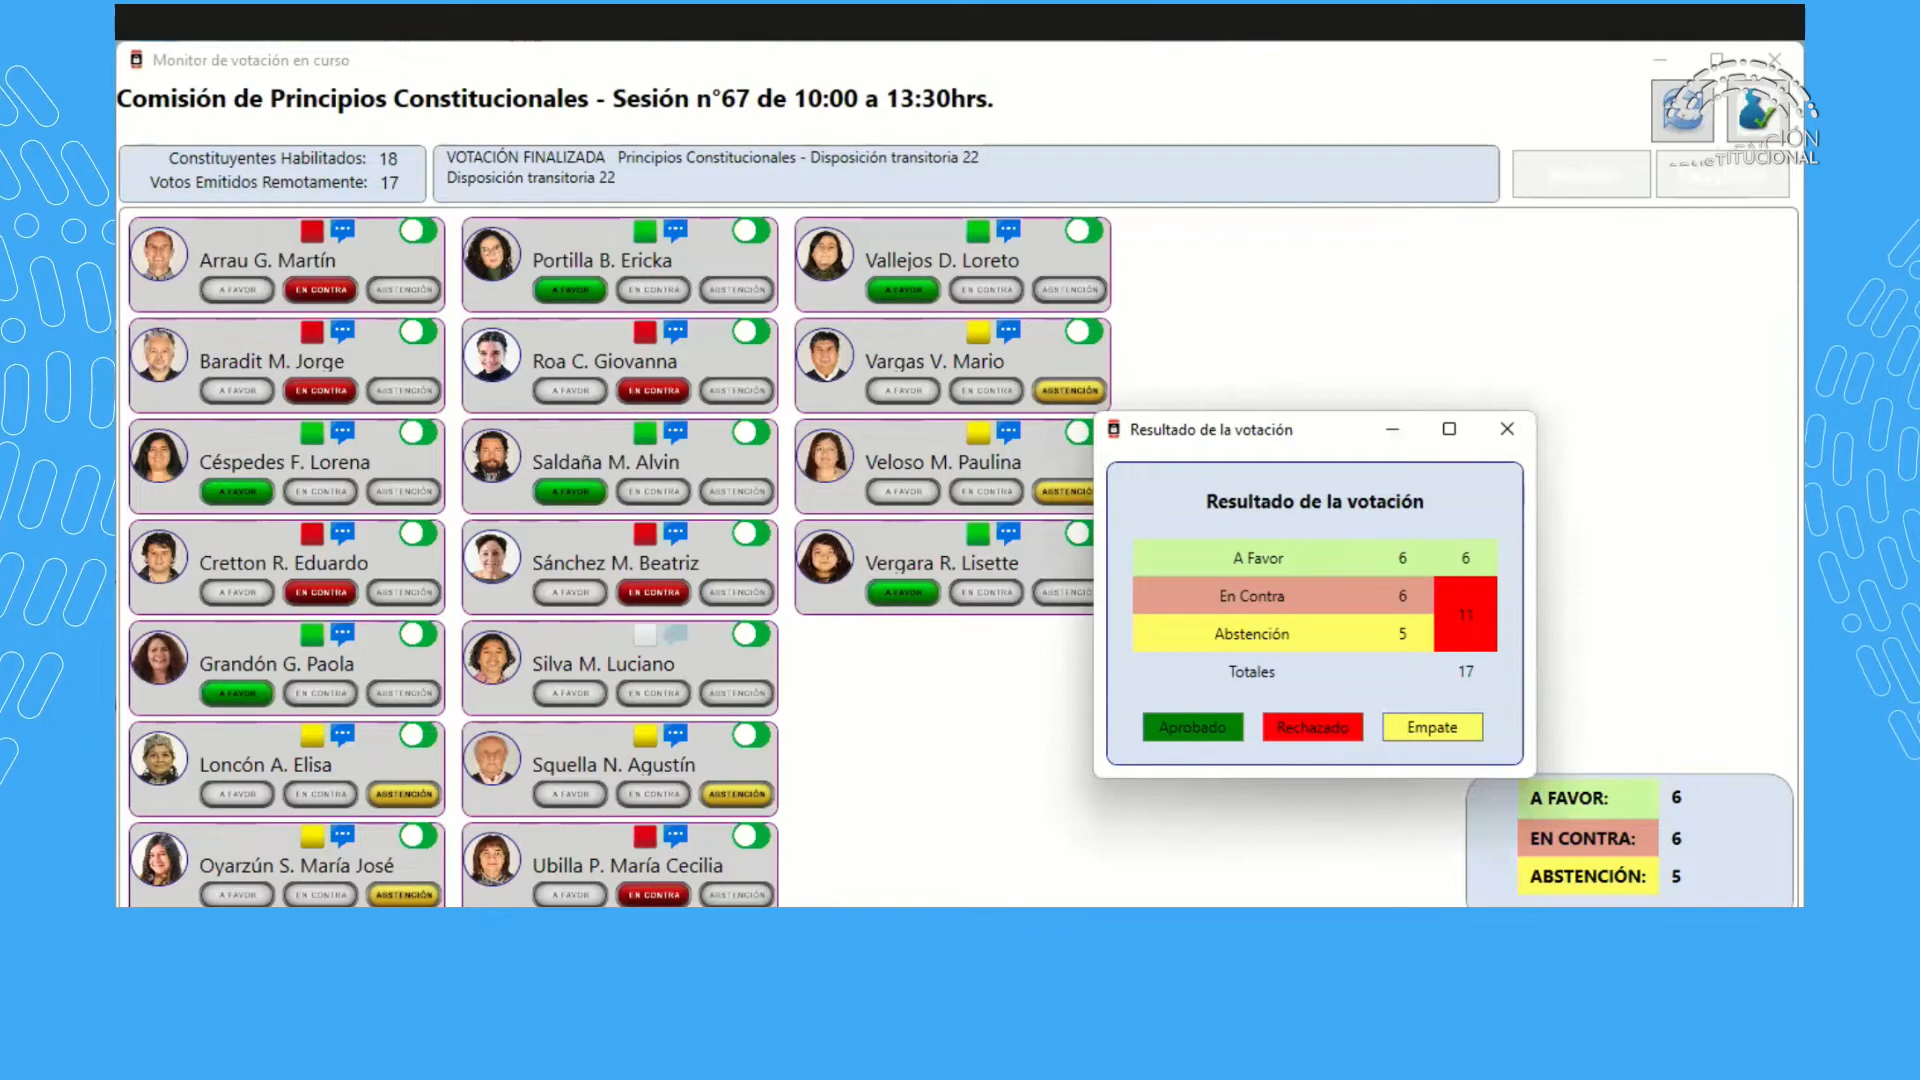 Monitor de votación en curso
Comisión de Principios Constitucionales - Sesión n°67 de 10:00 a 13:30hrs.
Constituyentes Habilitados: 18
Votos Emitidos Remotamente: 17
VOTACIÓN FINALIZADA Principios Constitucionales - Disposición transitoria 22
Disposición transitoria 22
Arrau G. Martín
A FAVOR EN CONTRA ABSTENCIÓN
Portilla B. Ericka
A FAVOR EN CONTRA ABSTENCIÓN
Vallejos D. Loreto
A FAVOR EN CONTRA ABSTENCIÓN
Baradit M. Jorge
A FAVOR EN CONTRA ABSTENCIÓN
Roa C. Giovanna
A FAVOR EN CONTRA ABSTENCIÓN
Vargas V. Mario
A FAVOR EN CONTRA ABSTENCIÓN
Céspedes F. Lorena
A FAVOR EN CONTRA ABSTENCIÓN
Saldaña M. Alvin
A FAVOR EN CONTRA ABSTENCIÓN
Veloso M. Paulina
A FAVOR EN CONTRA ABSTENCIÓ
Cretton R. Eduardo
A FAVOR EN CONTRA ABSTENCIÓN
Sánchez M. Beatriz
A FAVOR EN CONTRA ABSTENCIÓN
Vergara R. Lisette
A FAVOR EN CONTRA ABSTENCIÓ
Grandón G. Paola
A FAVOR EN CONTRA ABSTENCIÓN
Silva M. Luciano
A FAVOR EN CONTRA ABSTENCIÓN
Loncón A. Elisa
A FAVOR EN CONTRA ABSTENCIÓN
Squella N. Agustín
A FAVOR EN CONTRA ABSTENCIÓN
Oyarzún S. María José
A FAVOR EN CONTRA ABSTENCIÓN
Ubilla P. María Cecilia
A FAVOR EN CONTRA ABSTENCIÓN
Resultado de la votación
Resultado de la votación
A Favor 6 6
En Contra 6
11
Abstención 5
Totales 17
Aprobado Rechazado Empate
A FAVOR: 6
EN CONTRA: 6
ABSTENCIÓN: 5